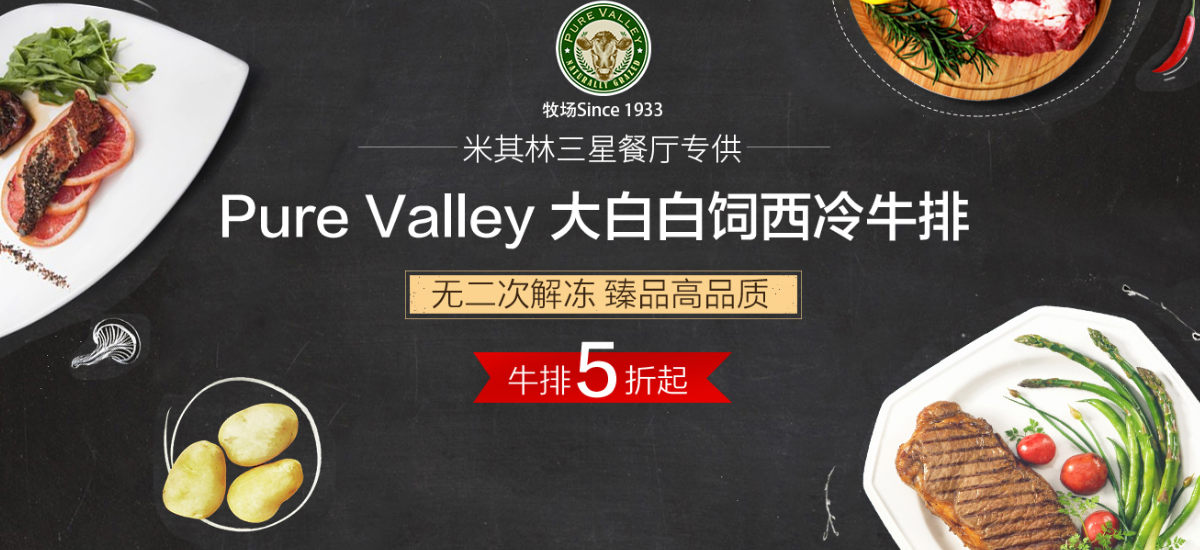 PURE VALLEY
NATURALLY GRAZED
牧场Since 1933
米其林三星餐厅专供
Pure Valley 大白白饲西冷牛排
无二次解冻 臻品高品质
牛排5折起